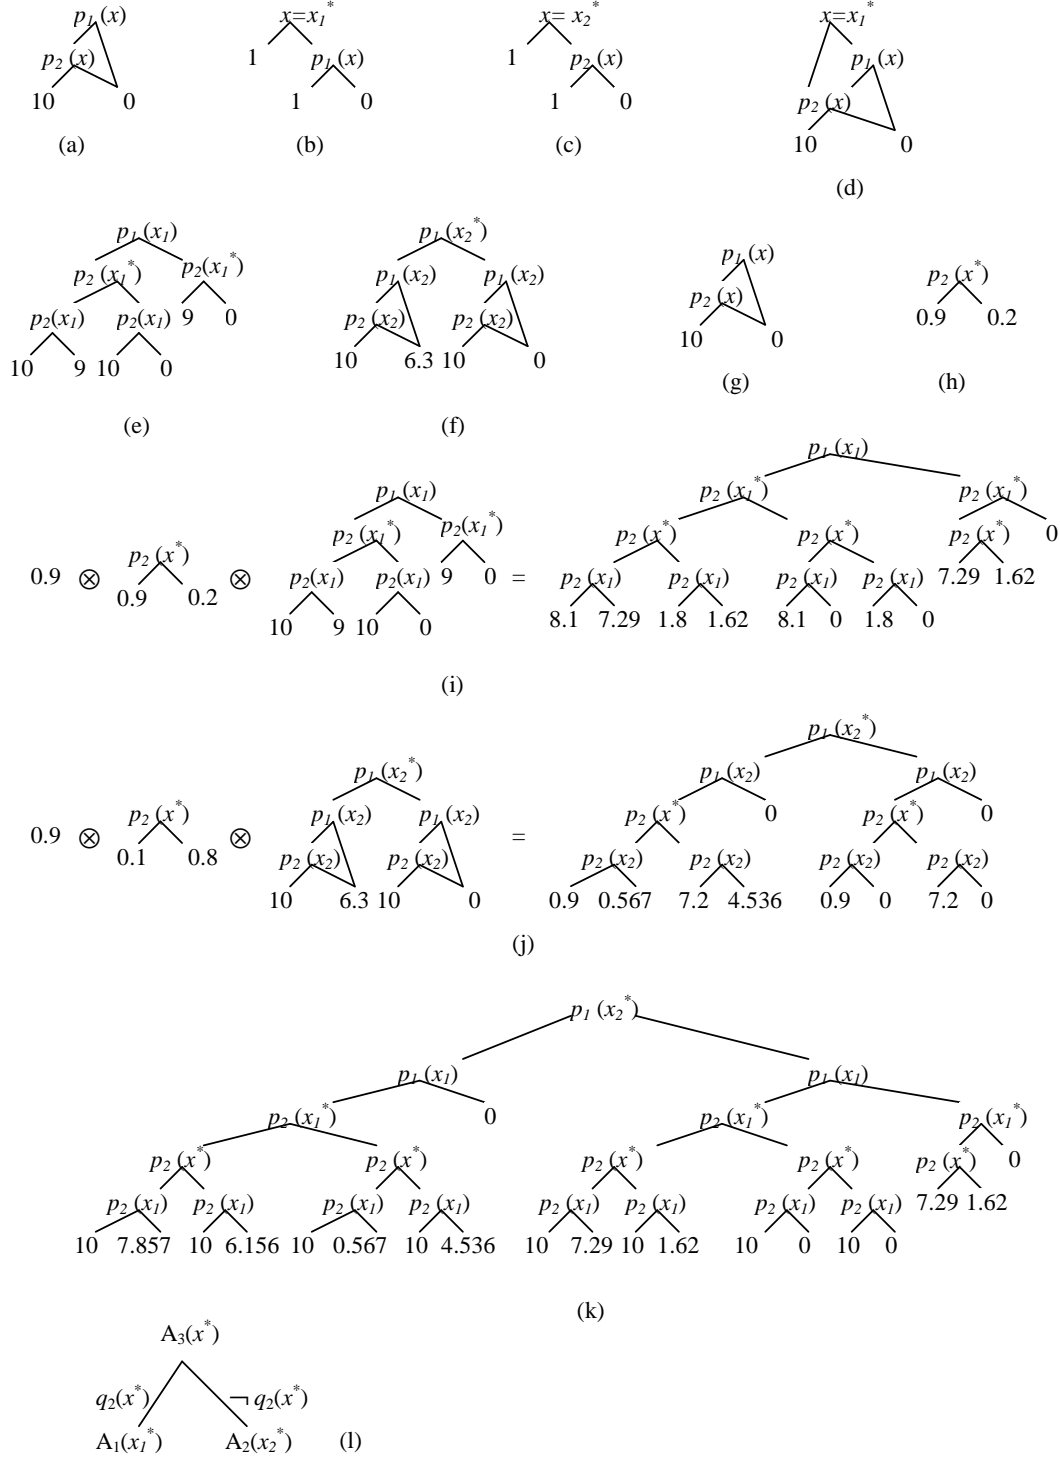 p₁ (x) x=x₁* x= x₂* x=x₁*
p₂ (x) 1 p₁(x) 1 p₂(x) p₁(x)
10 0 1 0 1 0 p₂ (x)
(a) (b) (c) 10 0
(d)
p₁(x₁) p₁(x₂*) p₁(x)
p₂ (x₁*) p₂(x₁*) p₁(x₂) p₁(x₂) p₂ (x*)
p₂(x₁) p₂(x₁) 9 0 p₂ (x₂) p₂ (x₂) p₂ (x) 0.9 0.2
10 9 10 0 10 6.3 10 0 10 0
(g) (h)
(e) (f)
p₁(x₁)
p₁(x₁) p₂ (x₁*) p₂ (x₁*)
p₂ (x₁*) p₂(x₁*) p₂ (x*) p₂ (x*) p₂ (x*) 0
0.9 ⊗ p₂ (x*) 0.9 0.2 ⊗ p₂(x₁) p₂(x₁) 9 0 = p₂ (x₁) p₂ (x₁) p₂ (x₁) p₂ (x₁) 7.29 1.62
10 9 10 0 8.1 7.29 1.8 1.62 8.1 0 1.8 0
(i)
p₁(x₂*)
p₁(x₂*) p₁(x₂) p₁(x₂)
p₁(x₂) p₁(x₂) p₂ (x*) 0 p₂ (x*) 0
0.9 ⊗ p₂ (x*) 0.1 0.8 ⊗ p₂ (x₂) p₂ (x₂) = p₂ (x₂) p₂ (x₂) p₂ (x₂) p₂ (x₂)
10 6.3 10 0 0.9 0.567 7.2 4.536 0.9 0 7.2 0
(j)
p₁ (x₂*)
p₁ (x₁) p₁(x₁)
p₂ (x₁*) 0 p₂ (x₁*) p₂ (x₁*)
p₂ (x*) p₂ (x*) p₂ (x*) p₂ (x*) p₂ (x*) 0
p₂ (x₁) p₂ (x₁) p₂ (x₁) p₂ (x₁) p₂ (x₁) p₂ (x₁) p₂ (x₁) p₂ (x₁) 7.29 1.62
10 7.857 10 6.156 10 0.567 10 4.536 10 7.29 10 1.62 10 0 10 0
(k)
A₃(x*)
q₂(x*) ¬ q₂(x*)
A₁(x₁*) A₂(x₂*) (l)